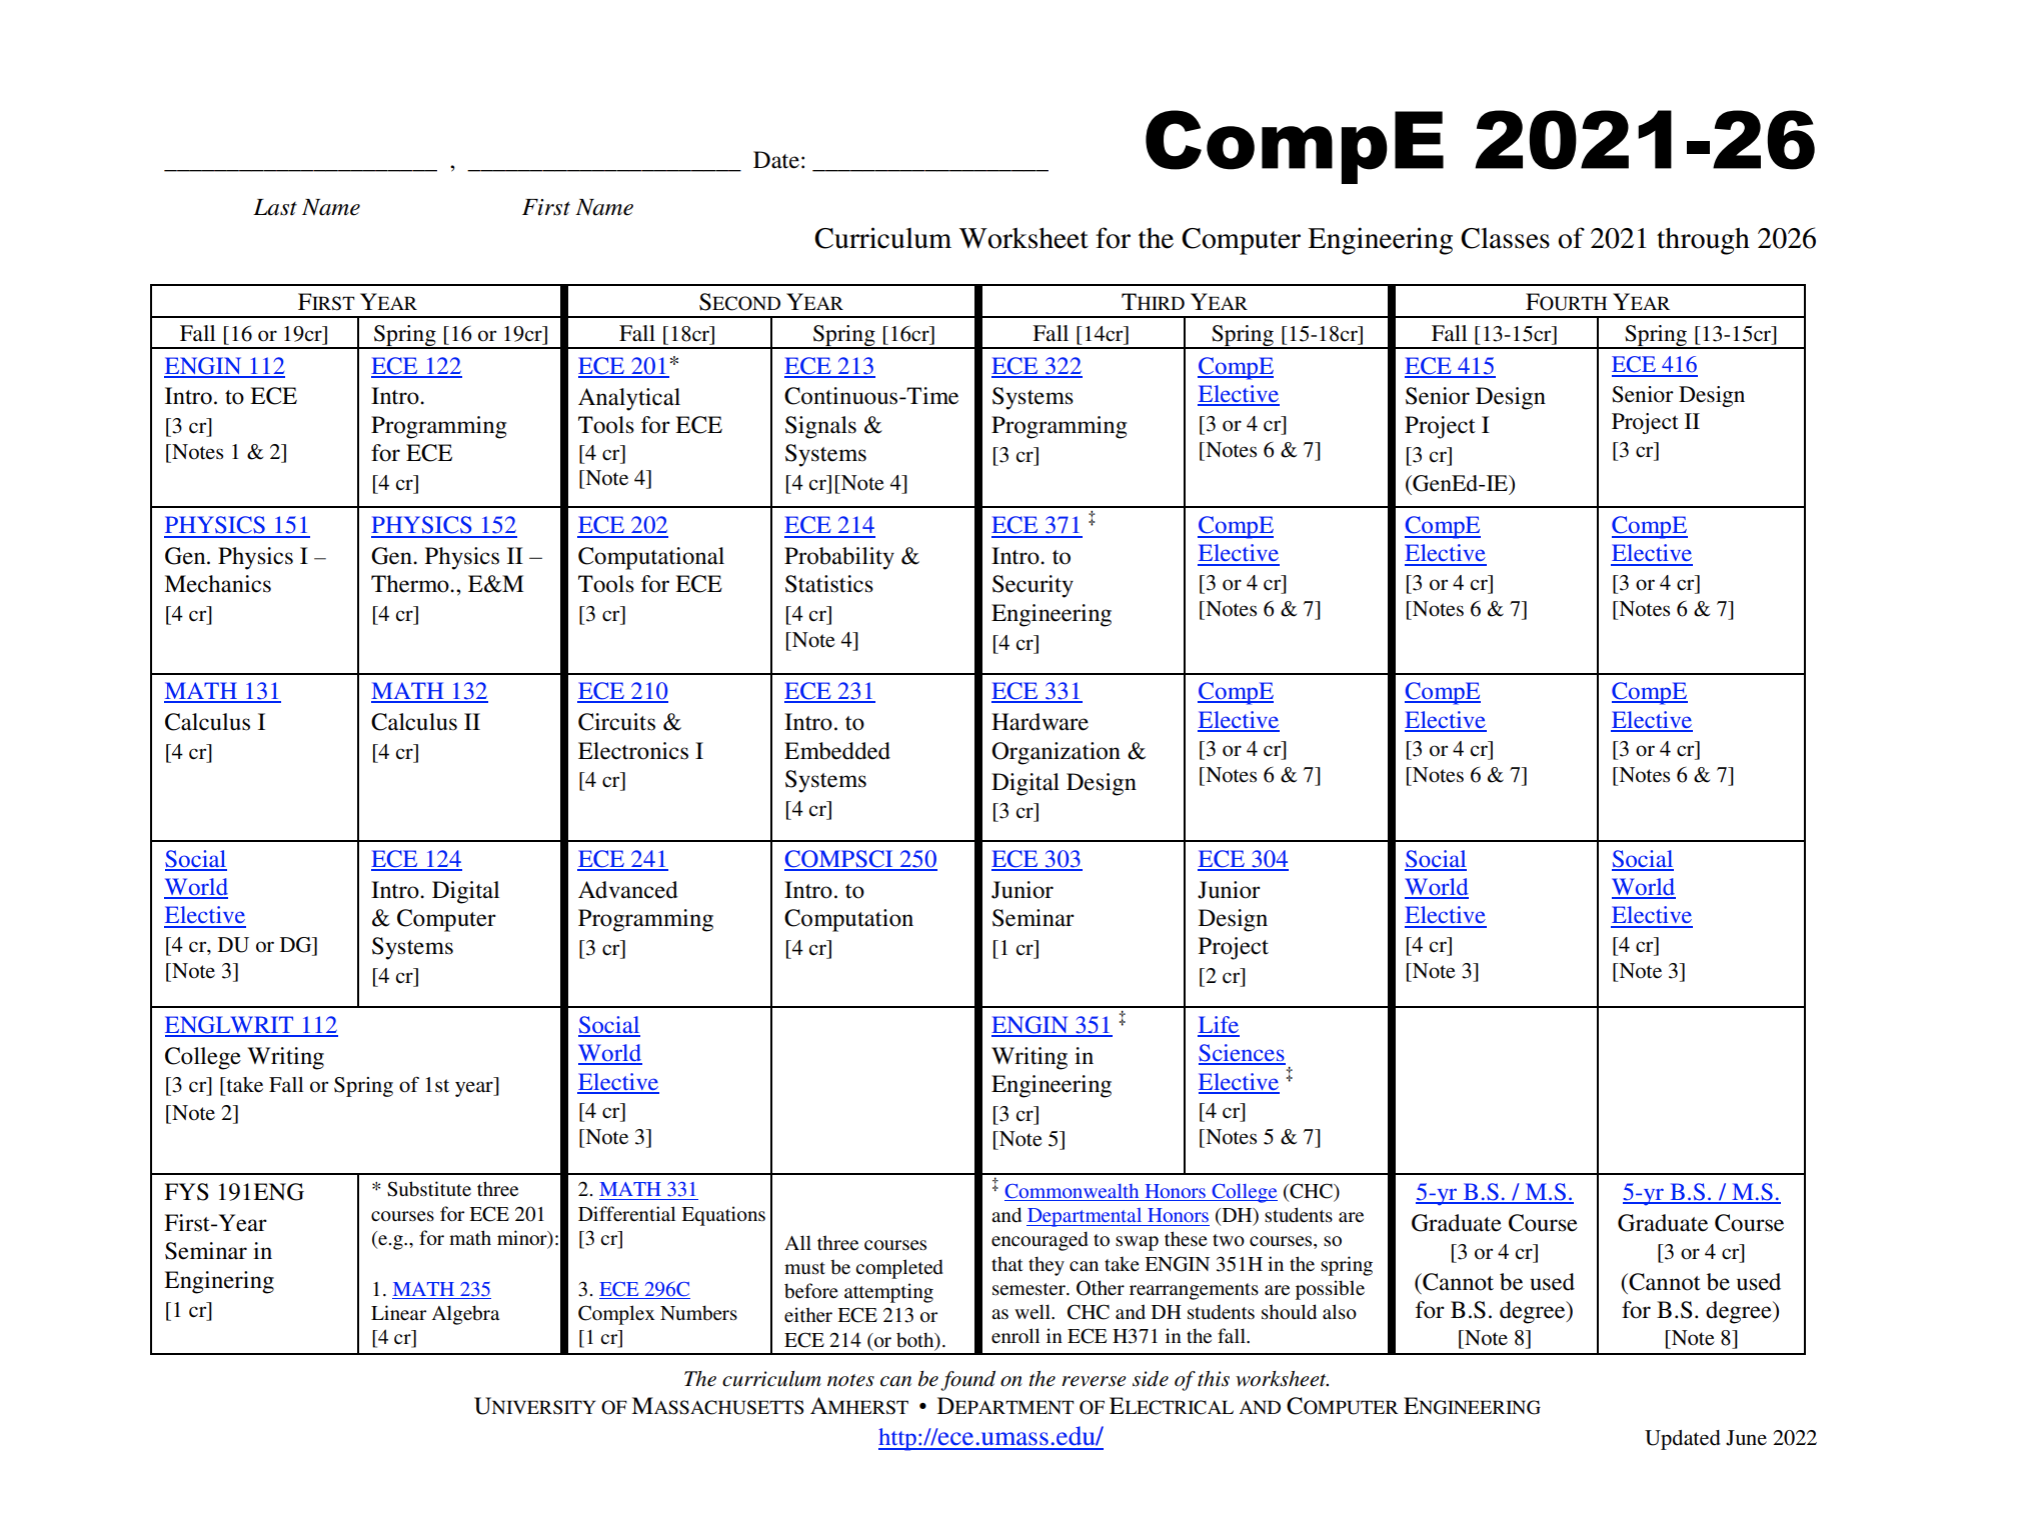 ______________________ , ______________________ Date: ___________________
CompE 2021-26
Last Name First Name
Curriculum Worksheet for the Computer Engineering Classes of 2021 through 2026
FIRST YEAR SECOND YEAR THIRD YEAR FOURTH YEAR
Fall [16 or 19cr] Spring [16 or 19cr] Fall [18cr] Spring [16cr] Fall [14cr] Spring [15-18cr] Fall [13-15cr] Spring [13-15cr]
ENGIN 112
Intro. to ECE
[3 cr]
[Notes 1 & 2]
ECE 122
Intro.
Programming
for ECE
[4 cr]
ECE 201*
Analytical
Tools for ECE
[4 cr]
[Note 4]
ECE 213
Continuous-Time
Signals &
Systems
[4 cr][Note 4]
ECE 322
Systems
Programming
[3 cr]
CompE
Elective
[3 or 4 cr]
[Notes 6 & 7]
ECE 415
Senior Design
Project I
[3 cr]
(GenEd-IE)
ECE 416
Senior Design
Project II
[3 cr]
PHYSICS 151
Gen. Physics I –
Mechanics
[4 cr]
PHYSICS 152
Gen. Physics II –
Thermo., E&M
[4 cr]
ECE 202
Computational
Tools for ECE
[3 cr]
ECE 214
Probability &
Statistics
[4 cr]
[Note 4]
ECE 371 ‡
Intro. to
Security
Engineering
[4 cr]
CompE
Elective
[3 or 4 cr]
[Notes 6 & 7]
CompE
Elective
[3 or 4 cr]
[Notes 6 & 7]
CompE
Elective
[3 or 4 cr]
[Notes 6 & 7]
MATH 131
Calculus I
[4 cr]
MATH 132
Calculus II
[4 cr]
ECE 210
Circuits &
Electronics I
[4 cr]
ECE 231
Intro. to
Embedded
Systems
[4 cr]
ECE 331
Hardware
Organization &
Digital Design
[3 cr]
CompE
Elective
[3 or 4 cr]
[Notes 6 & 7]
CompE
Elective
[3 or 4 cr]
[Notes 6 & 7]
CompE
Elective
[3 or 4 cr]
[Notes 6 & 7]
Social
World
Elective
[4 cr, DU or DG]
[Note 3]
ECE 124
Intro. Digital
& Computer
Systems
[4 cr]
ECE 241
Advanced
Programming
[3 cr]
COMPSCI 250
Intro. to
Computation
[4 cr]
ECE 303
Junior
Seminar
[1 cr]
ECE 304
Junior
Design
Project
[2 cr]
Social
World
Elective
[4 cr]
[Note 3]
Social
World
Elective
[4 cr]
[Note 3]
ENGLWRIT 112
College Writing
[3 cr] [take Fall or Spring of 1st year]
[Note 2]
Social
World
Elective
[4 cr]
[Note 3]
ENGIN 351 ‡
Writing in
Engineering
[3 cr]
[Note 5]
Life
Sciences
Elective ‡
[4 cr]
[Notes 5 & 7]
FYS 191ENG
First-Year
Seminar in
Enginering
[1 cr]
* Substitute three
courses for ECE 201
(e.g., for math minor):
1. MATH 235
Linear Algebra
[4 cr]
2. MATH 331
Differential Equations
[3 cr]
3. ECE 296C
Complex Numbers
[1 cr]
All three courses
must be completed
before attempting
either ECE 213 or
ECE 214 (or both).
‡ Commonwealth Honors College (CHC)
and Departmental Honors (DH) students are
encouraged to swap these two courses, so
that they can take ENGIN 351H in the spring
semester. Other rearrangements are possible
as well. CHC and DH students should also
enroll in ECE H371 in the fall.
5-yr B.S. / M.S.
Graduate Course
[3 or 4 cr]
(Cannot be used
for B.S. degree)
[Note 8]
5-yr B.S. / M.S.
Graduate Course
[3 or 4 cr]
(Cannot be used
for B.S. degree)
[Note 8]
The curriculum notes can be found on the reverse side of this worksheet.
UNIVERSITY OF MASSACHUSETTS AMHERST • DEPARTMENT OF ELECTRICAL AND COMPUTER ENGINEERING
http://ece.umass.edu/
Updated June 2022